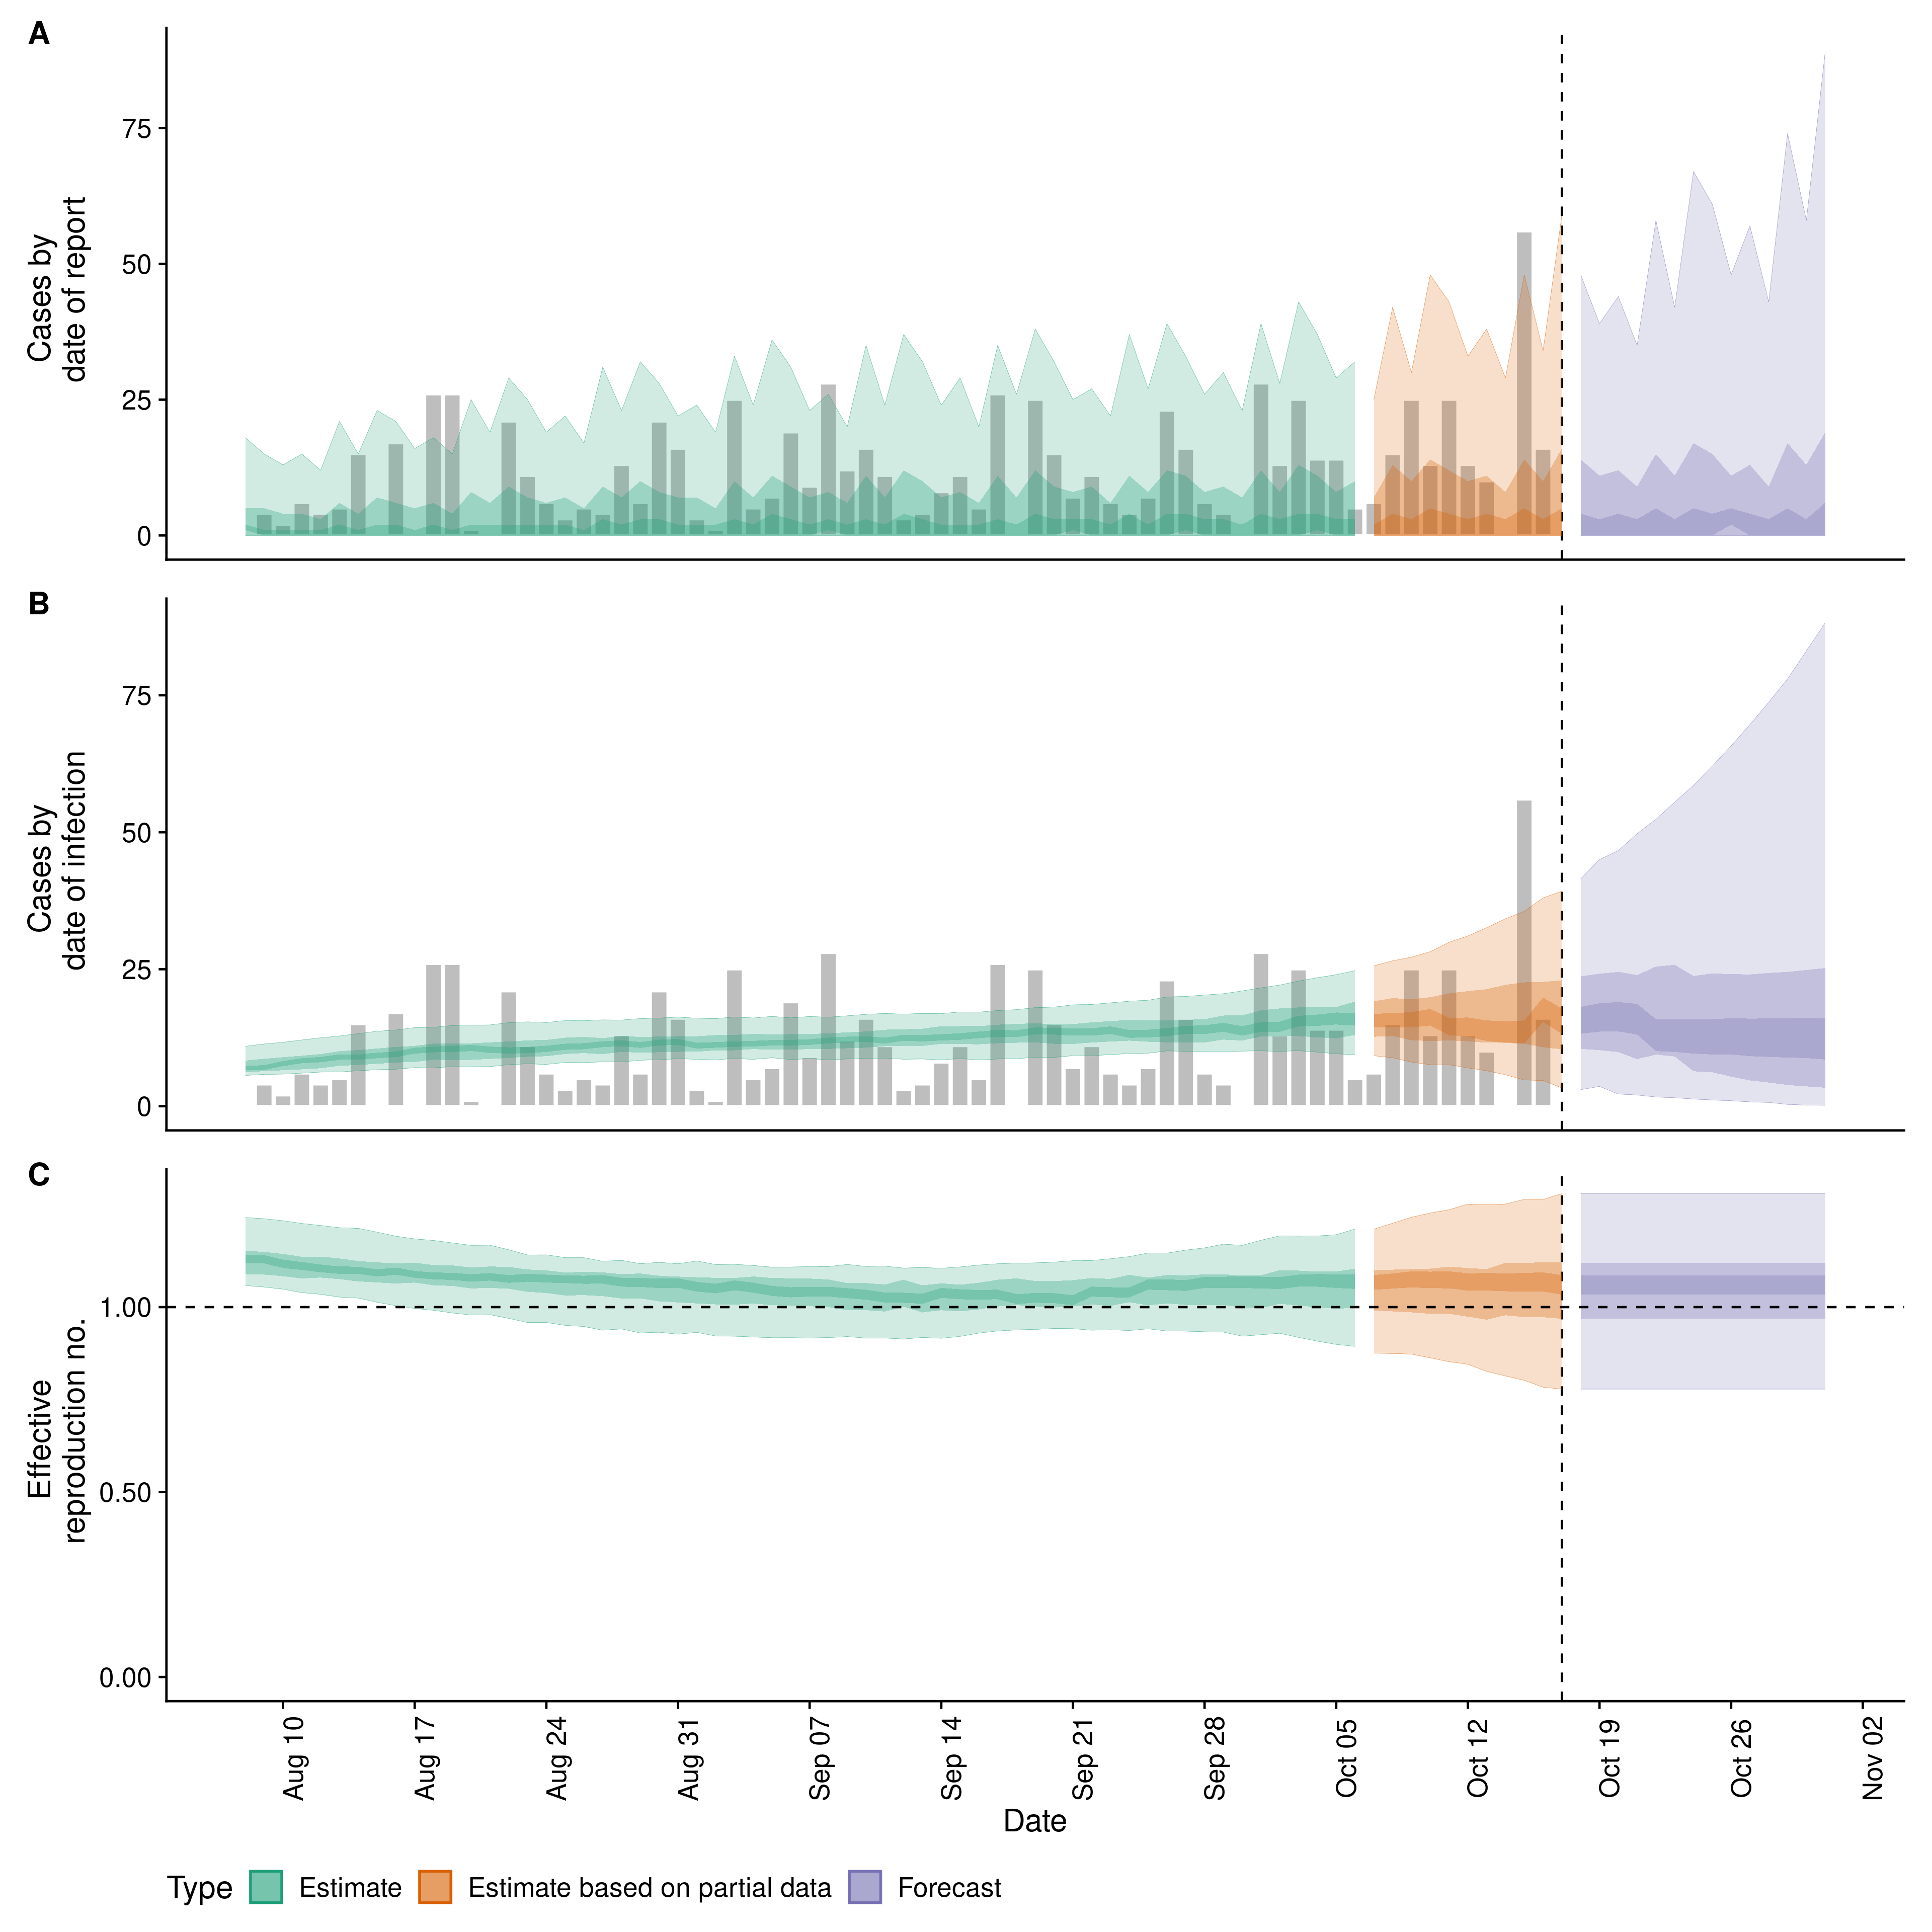 A
75
50
25
0
Cases by
date of report
B
75
50
25
0
Cases by
date of infection
C
1.00
0.50
0.00
Effective
reproduction no.
Aug 10
Aug 17
Aug 24
Aug 31
Sep 07
Sep 14
Sep 21
Sep 28
Oct 05
Oct 12
Oct 19
Oct 26
Nov 02
Date
Type Estimate Estimate based on partial data Forecast